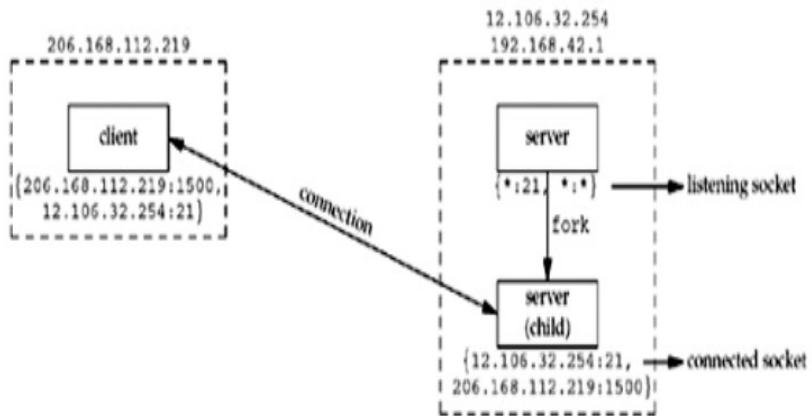 12.106.32.254
206.168.112.219
192.168.42.1
client
server
{206.168.112.219:1500,
12.106.32.254:21}
{*:21, *:*}
listening socket
connection
fork
server
(child)
{12.106.32.254:21,
206.168.112.219:1500}
connected socket